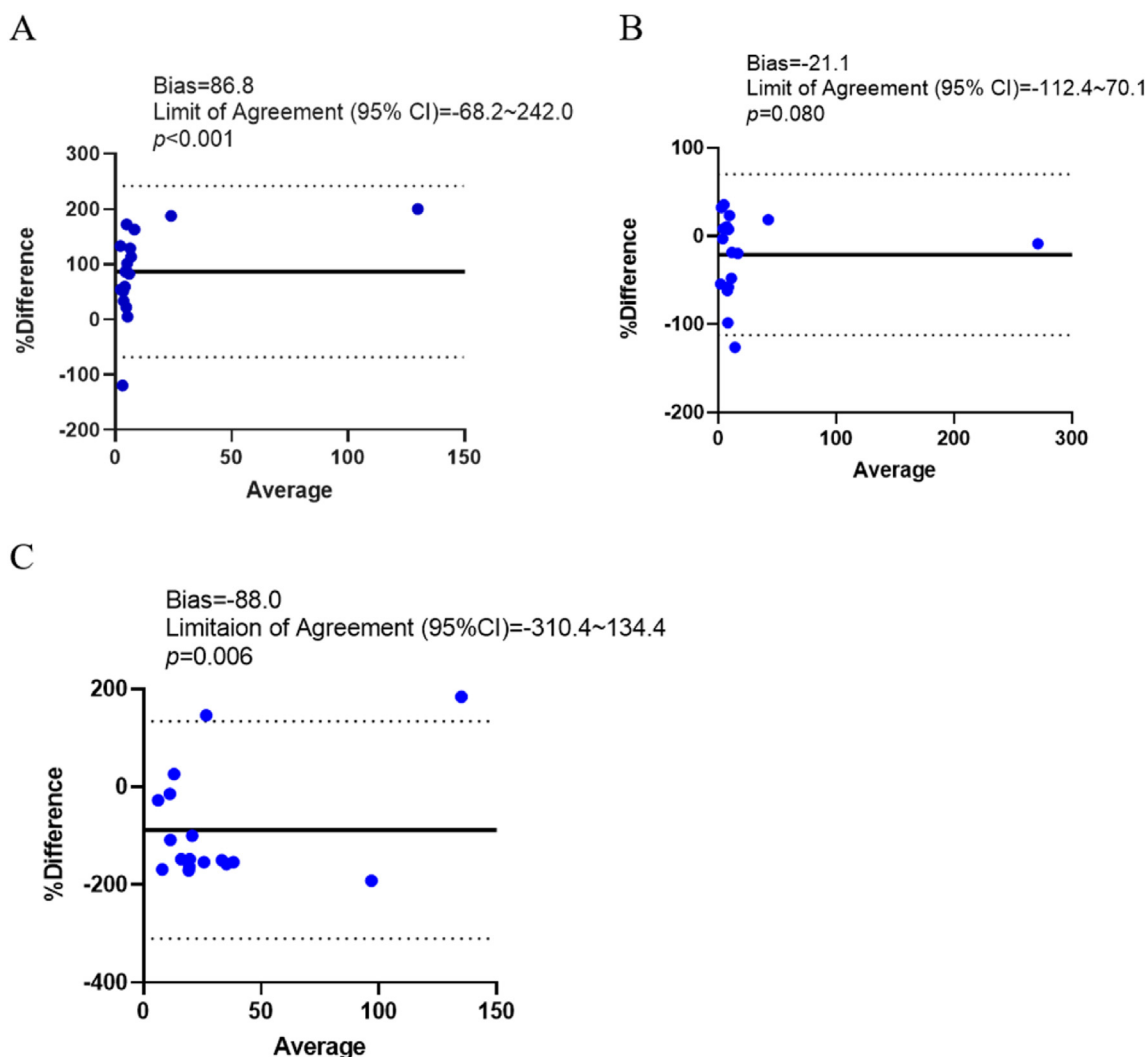 A
Bias=86.8
Limit of Agreement (95% CI)=-68.2~242.0
p<0.001
300
200
100
0
-100
-200
%Difference
0
50
100
150
Average
B
Bias=-21.1
Limit of Agreement (95% CI)=-112.4~70.1
p=0.080
100
0
-100
-200
%Difference
0
100
200
300
Average
C
Bias=-88.0
Limitaion of Agreement (95%CI)=-310.4~134.4
p=0.006
200
0
-200
-400
%Difference
0
50
100
150
Average